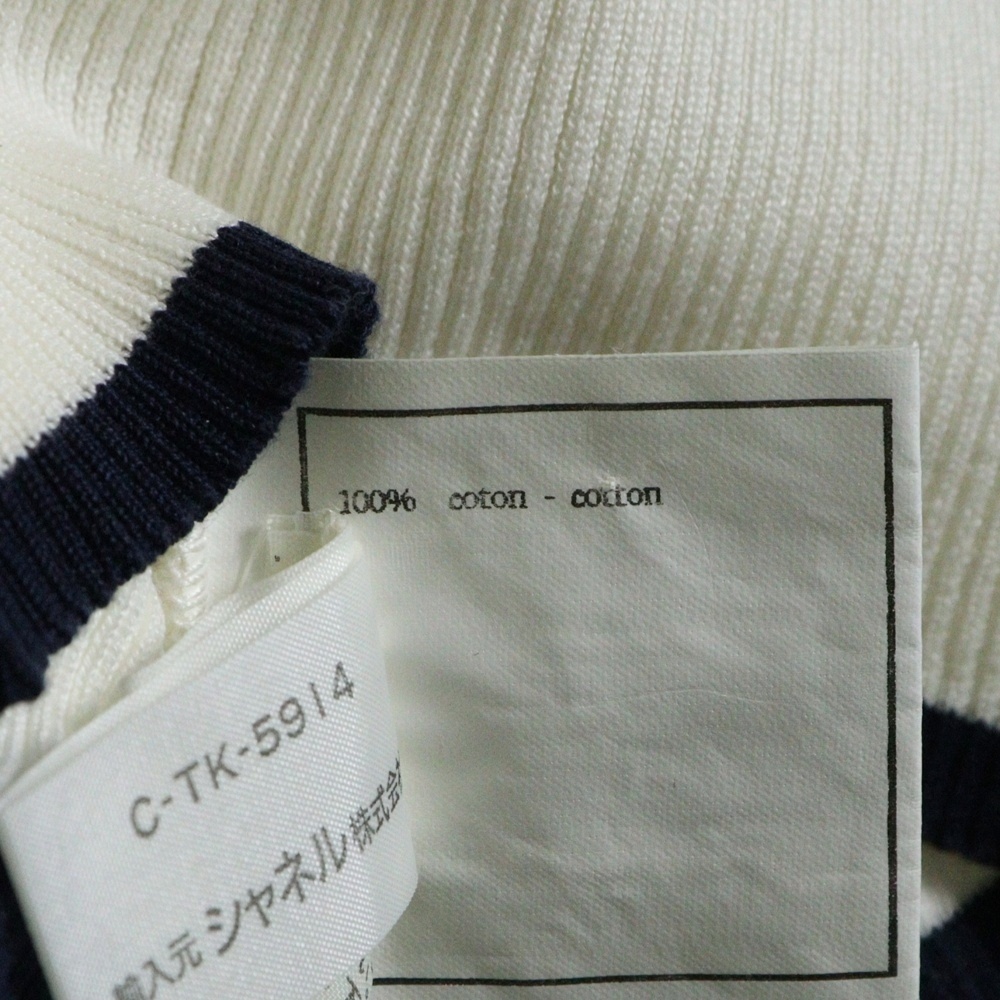 100% coton - cotton
C-TK-5914
輸入元 シャネル株式会